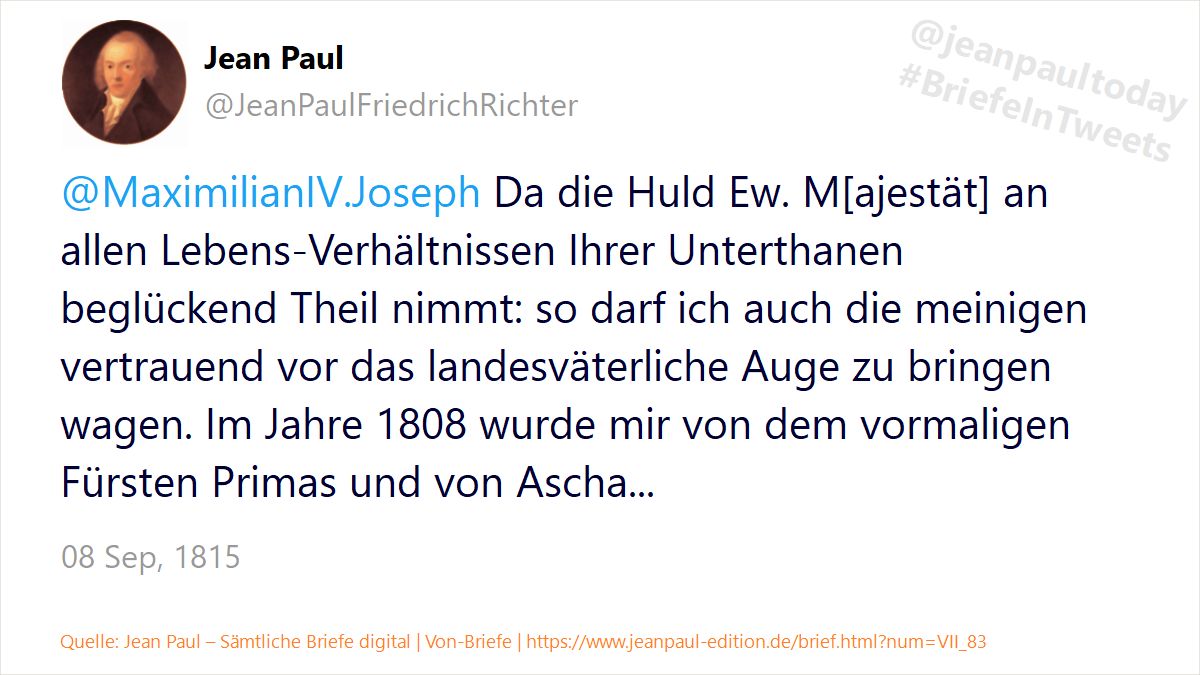 Jean Paul
@JeanPaulFriedrichRichter
@jeanpaultoday
#BriefeInTweets
@MaximilianIV.Joseph Da die Huld Ew. M[ajestät] an
allen Lebens-Verhältnissen Ihrer Unterthanen
beglückend Theil nimmt: so darf ich auch die meinigen
vertrauend vor das landesväterliche Auge zu bringen
wagen. Im Jahre 1808 wurde mir von dem vormaligen
Fürsten Primas und von Ascha...
08 Sep, 1815
Quelle: Jean Paul – Sämtliche Briefe digital | Von-Briefe | https://www.jeanpaul-edition.de/brief.html?num=VII_83